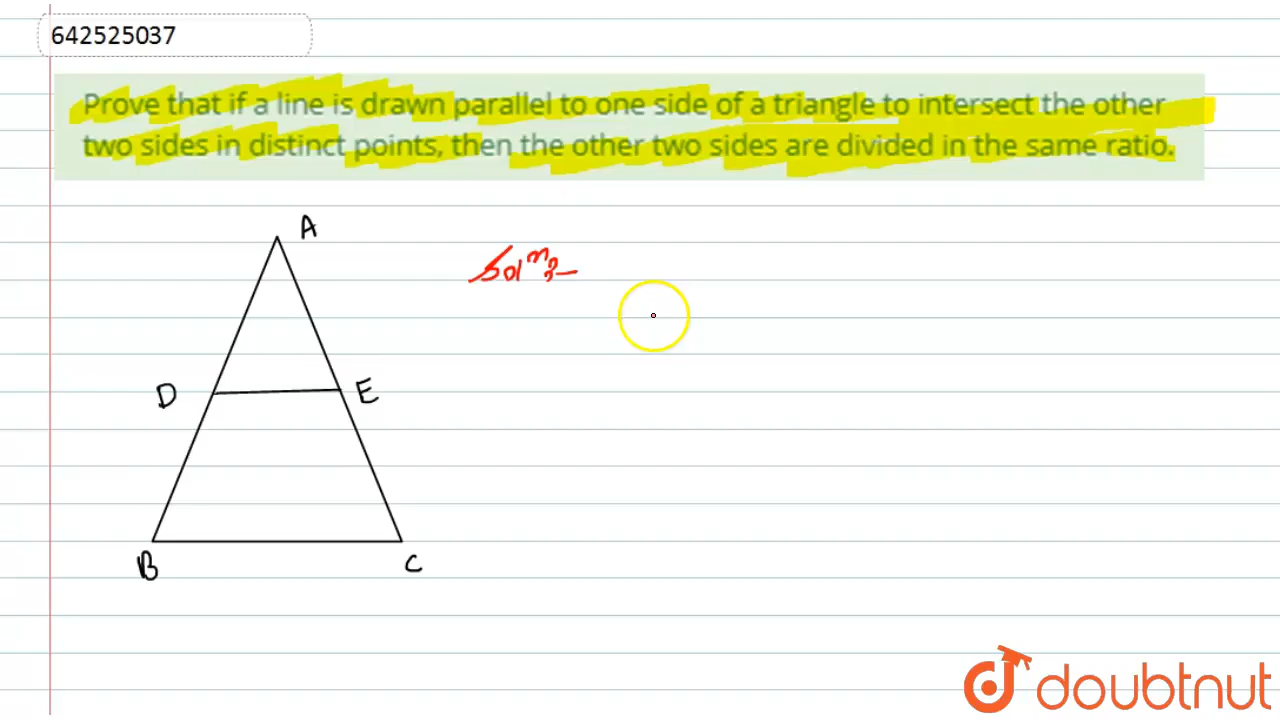 642525037
Prove that if a line is drawn parallel to one side of a triangle to intersect the other
two sides in distinct points, then the other two sides are divided in the same ratio.
A
Solⁿ:-
D E
B C
doubtnut